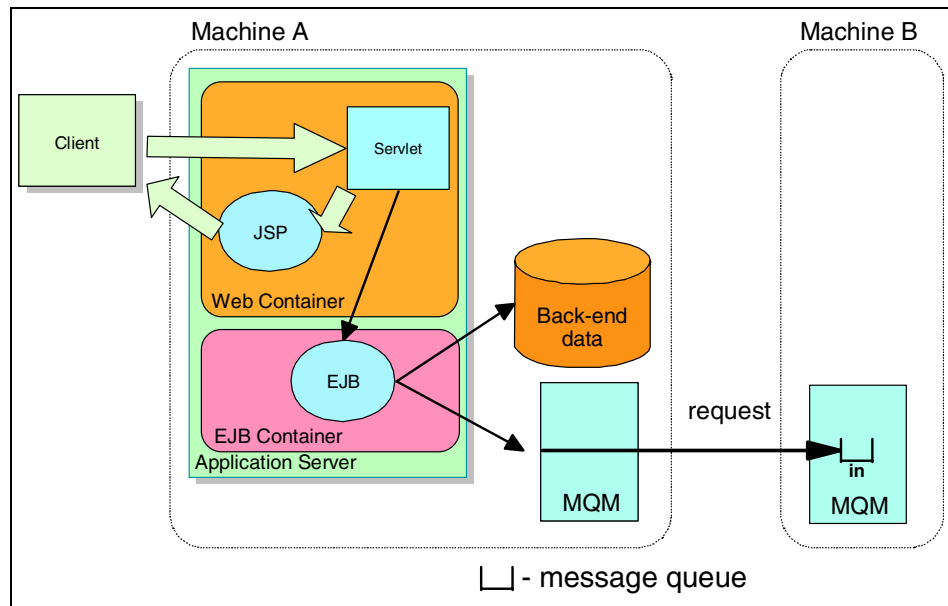 Machine A
Machine B
Client
Servlet
JSP
Web Container
Back-end
data
EJB
EJB Container
Application Server
request
in
MQM
MQM
- message queue